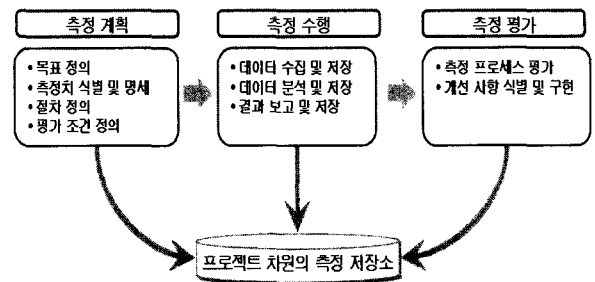 측정 계획
측정 수행
측정 평가
• 목표 정의
• 측정치 식별 및 명세
• 절차 정의
• 평가 조건 정의
• 데이터 수집 및 저장
• 데이터 분석 및 저장
• 결과 보고 및 저장
• 측정 프로세스 평가
• 개선 사항 식별 및 구현
프로젝트 차원의 측정 저장소